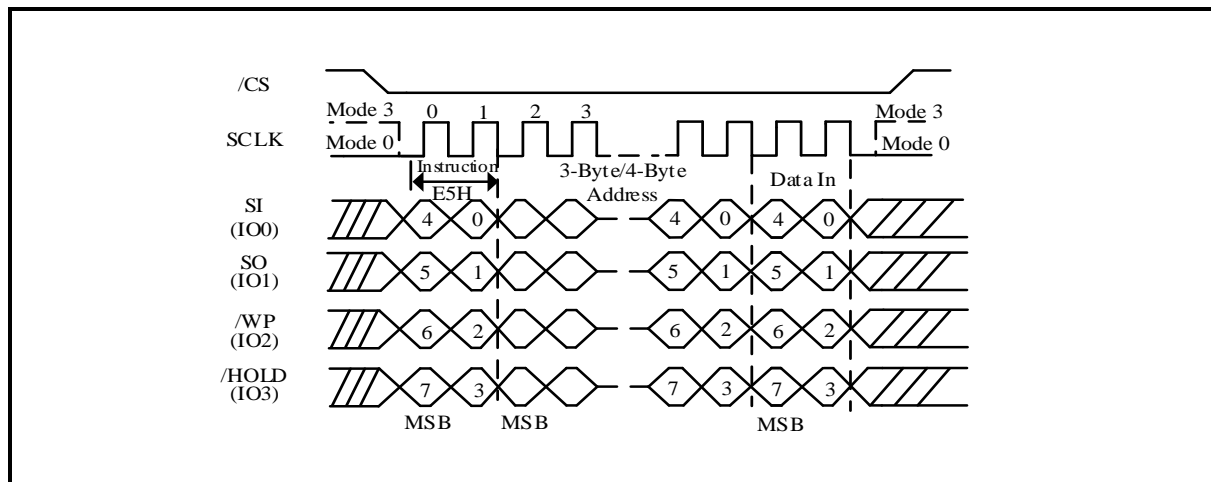 /CS
Mode 3 0 1 2 3 Mode 3
SCLK Mode 0 Mode 0
Instruction 3-Byte/4-Byte
E5H Address Data In
SI
(IO0) 4 0 4 0 4 0
SO
(IO1) 5 1 5 1 5 1
/WP
(IO2) 6 2 6 2 6 2
/HOLD
(IO3) 7 3 7 3 7 3
MSB MSB MSB